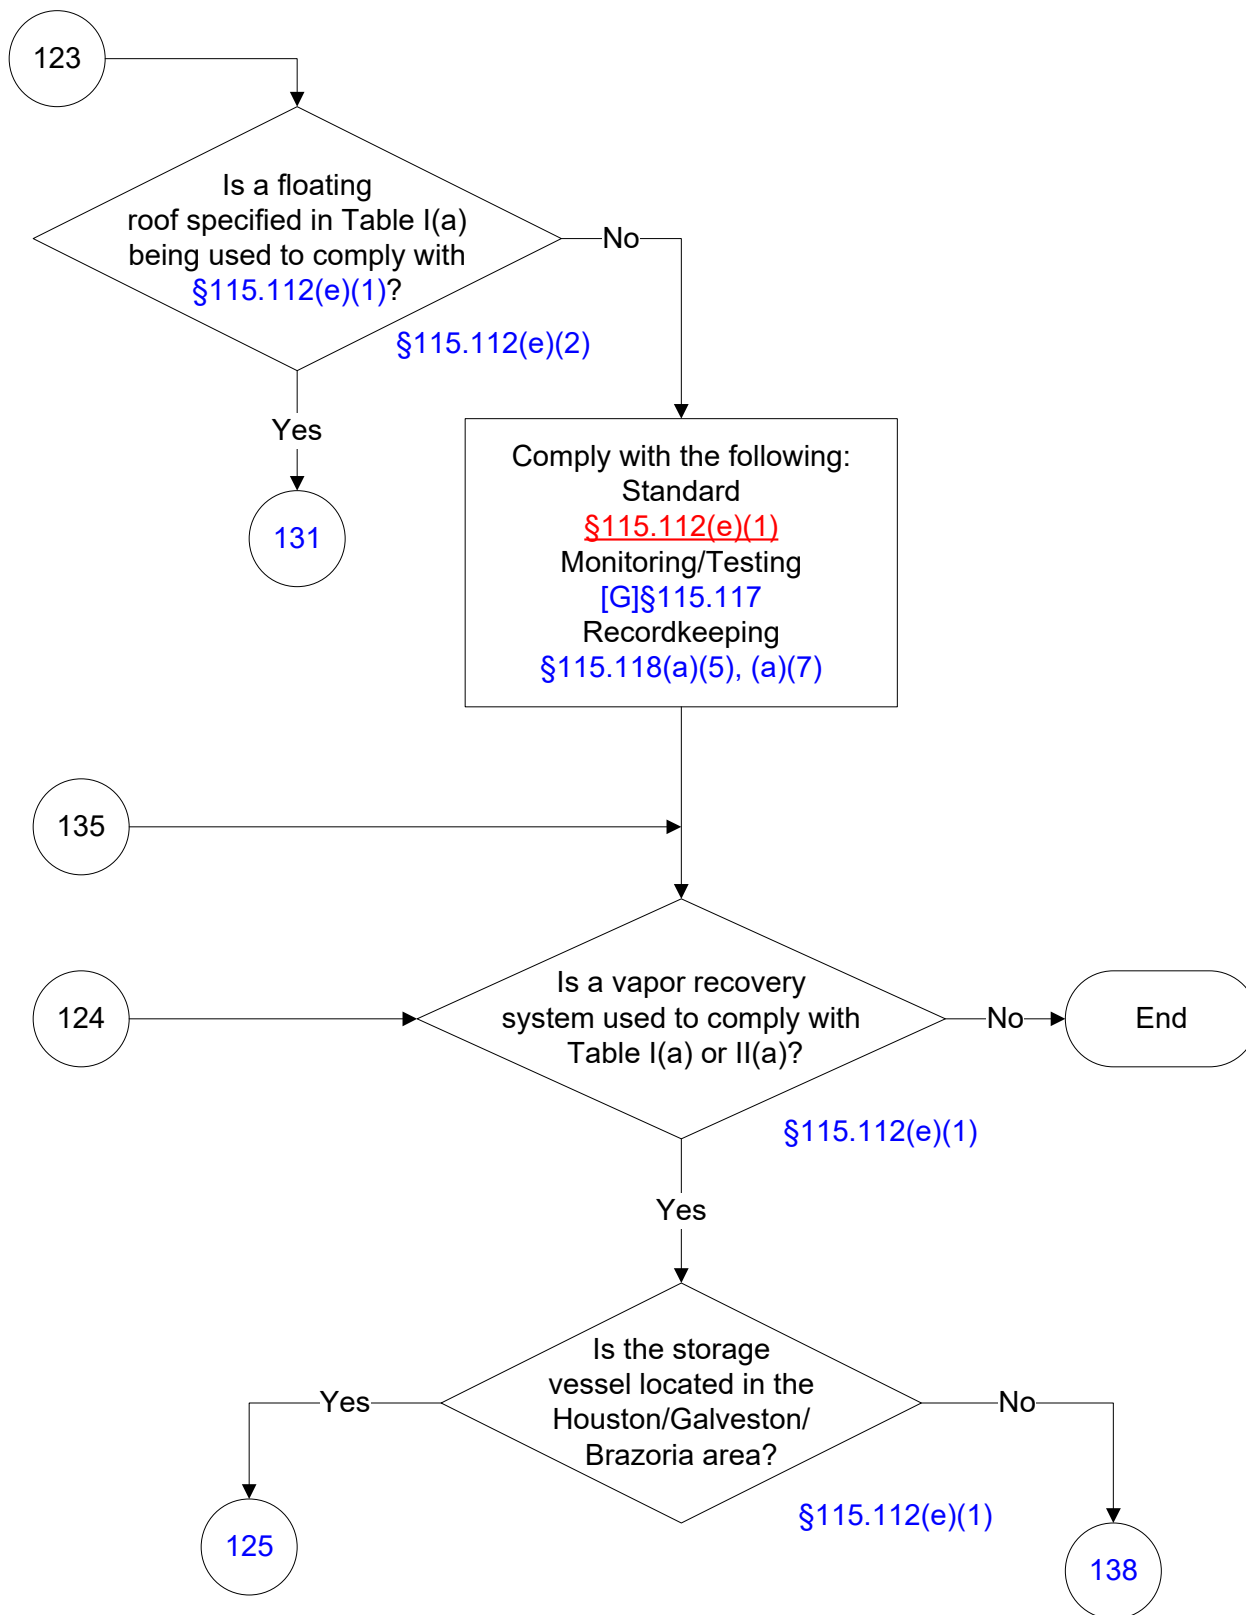 123
Is a floating
roof specified in Table I(a)
being used to comply with
§115.112(e)(1)?
No
§115.112(e)(2)
Yes
131
Comply with the following:
Standard
§115.112(e)(1)
Monitoring/Testing
[G]§115.117
Recordkeeping
§115.118(a)(5), (a)(7)
135
124
Is a vapor recovery
system used to comply with
Table I(a) or II(a)?
No
End
§115.112(e)(1)
Yes
Is the storage
vessel located in the
Houston/Galveston/
Brazoria area?
Yes
No
§115.112(e)(1)
125
138